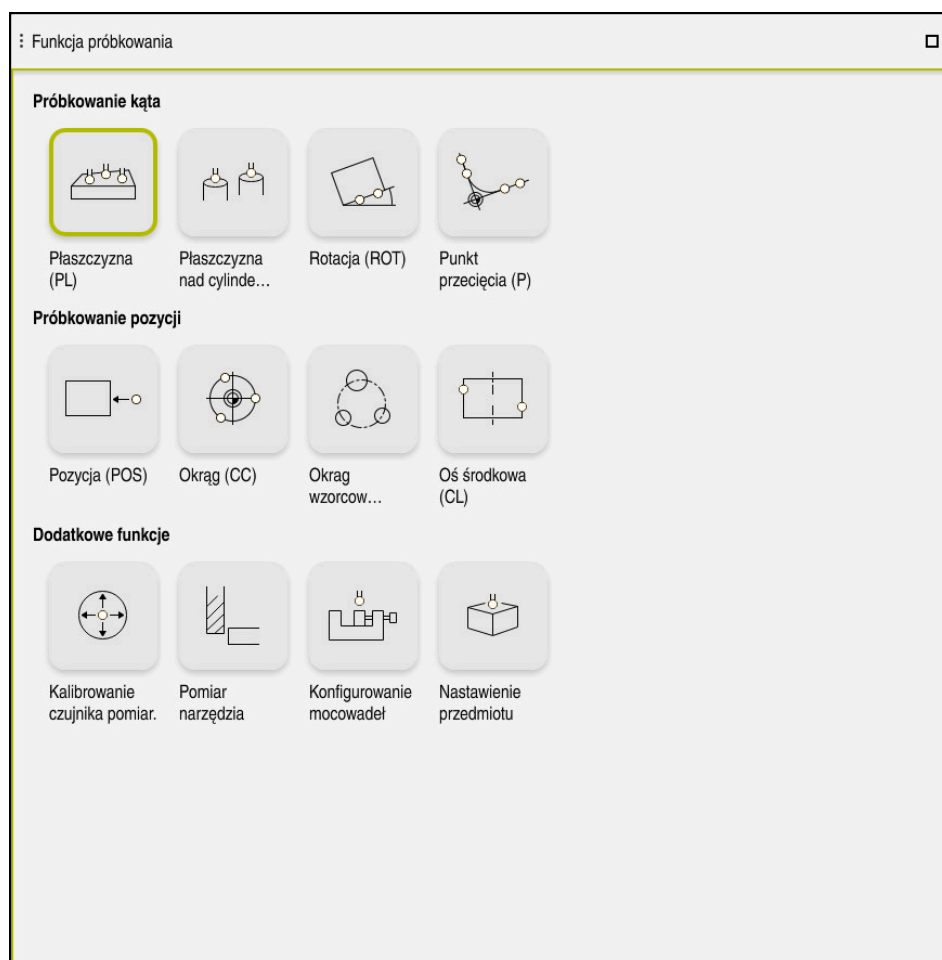 Funkcja próbkowania
Próbkowanie kąta
Płaszczyzna
(PL)
Płaszczyzna
nad cylinde…
Rotacja (ROT)
Punkt
przecięcia (P)
Próbkowanie pozycji
Pozycja (POS)
Okrąg (CC)
Okrag
wzorcow…
Oś środkowa
(CL)
Dodatkowe funkcje
Kalibrowanie
czujnika pomiar.
Pomiar
narzędzia
Konfigurowanie
mocowadeł
Nastawienie
przedmiotu